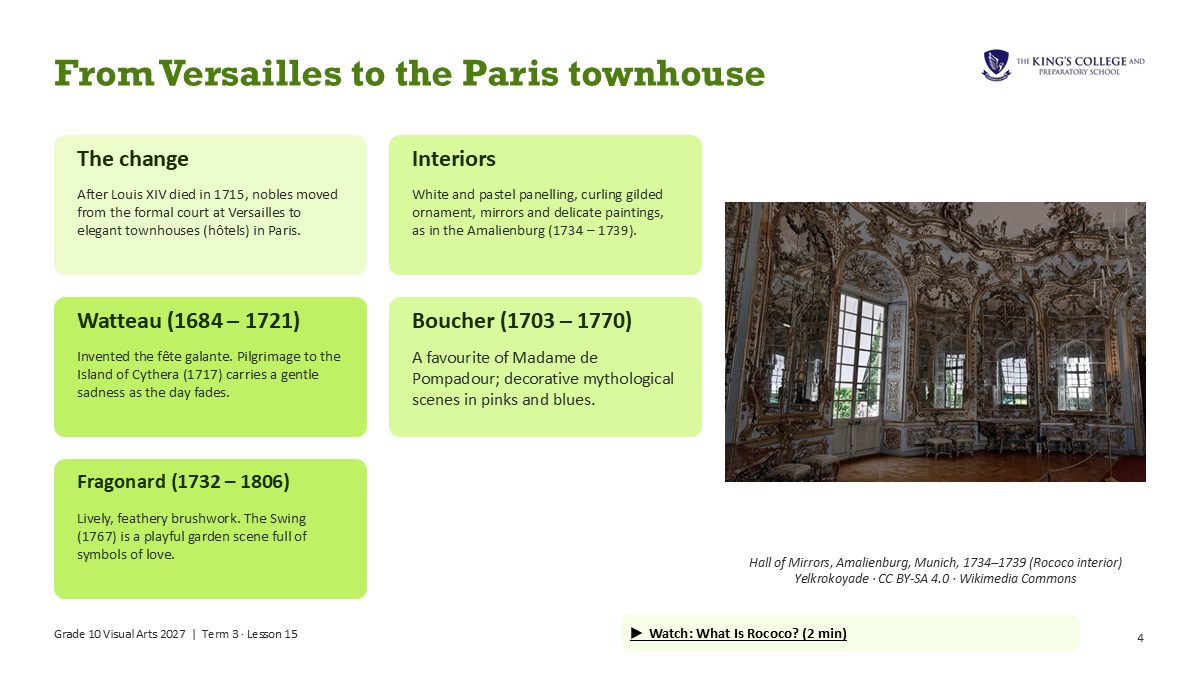 From Versailles to the Paris townhouse
THE KING'S COLLEGE AND
PREPARATORY SCHOOL
The change
After Louis XIV died in 1715, nobles moved
from the formal court at Versailles to
elegant townhouses (hôtels) in Paris.
Interiors
White and pastel panelling, curling gilded
ornament, mirrors and delicate paintings,
as in the Amalienburg (1734 – 1739).
Watteau (1684 – 1721)
Invented the fête galante. Pilgrimage to the
Island of Cythera (1717) carries a gentle
sadness as the day fades.
Boucher (1703 – 1770)
A favourite of Madame de
Pompadour; decorative mythological
scenes in pinks and blues.
Fragonard (1732 – 1806)
Lively, feathery brushwork. The Swing
(1767) is a playful garden scene full of
symbols of love.
Hall of Mirrors, Amalienburg, Munich, 1734–1739 (Rococo interior)
Yelkrokoyade · CC BY-SA 4.0 · Wikimedia Commons
Grade 10 Visual Arts 2027 | Term 3 · Lesson 15
▶ Watch: What Is Rococo? (2 min)
4